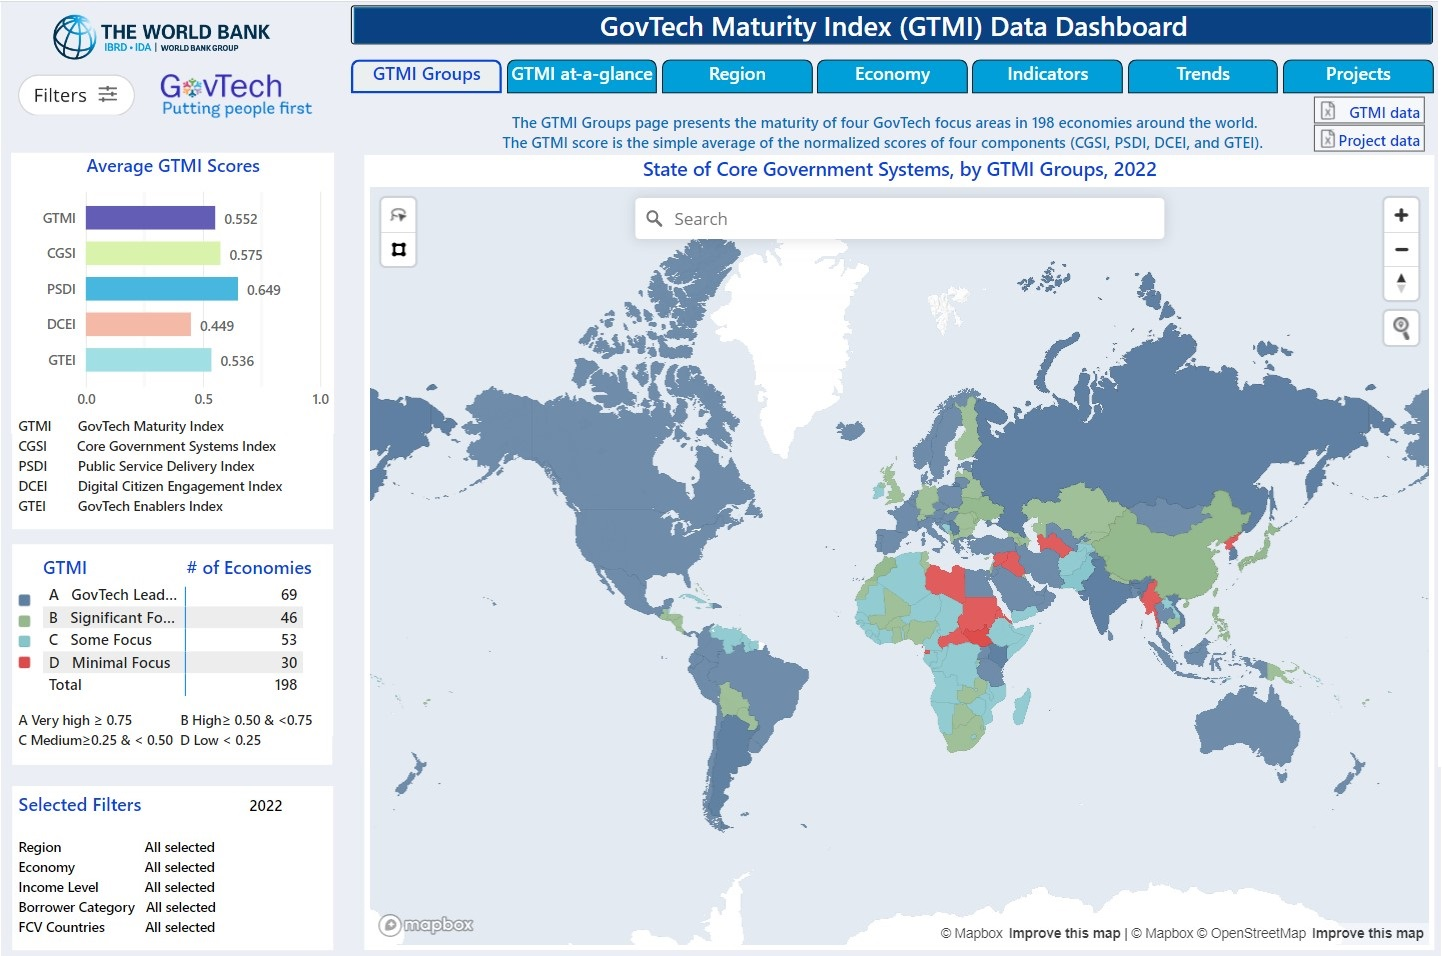 THE WORLD BANK
IBRD • IDA | WORLD BANK GROUP
Filters
GovTech
Putting people first
GovTech Maturity Index (GTMI) Data Dashboard
GTMI Groups
GTMI at-a-glance
Region
Economy
Indicators
Trends
Projects
The GTMI Groups page presents the maturity of four GovTech focus areas in 198 economies around the world.
The GTMI score is the simple average of the normalized scores of four components (CGSI, PSDI, DCEI, and GTEI).
GTMI data
Project data
Average GTMI Scores
GTMI 0.552
CGSI 0.575
PSDI 0.649
DCEI 0.449
GTEI 0.536
0.0 0.5 1.0
GTMI GovTech Maturity Index
CGSI Core Government Systems Index
PSDI Public Service Delivery Index
DCEI Digital Citizen Engagement Index
GTEI GovTech Enablers Index
GTMI # of Economies
A GovTech Lead... 69
B Significant Fo... 46
C Some Focus 53
D Minimal Focus 30
Total 198
A Very high ≥ 0.75 B High≥ 0.50 & <0.75
C Medium≥0.25 & < 0.50 D Low < 0.25
Selected Filters 2022
Region All selected
Economy All selected
Income Level All selected
Borrower Category All selected
FCV Countries All selected
State of Core Government Systems, by GTMI Groups, 2022
Search
mapbox
© Mapbox Improve this map | © Mapbox © OpenStreetMap Improve this map